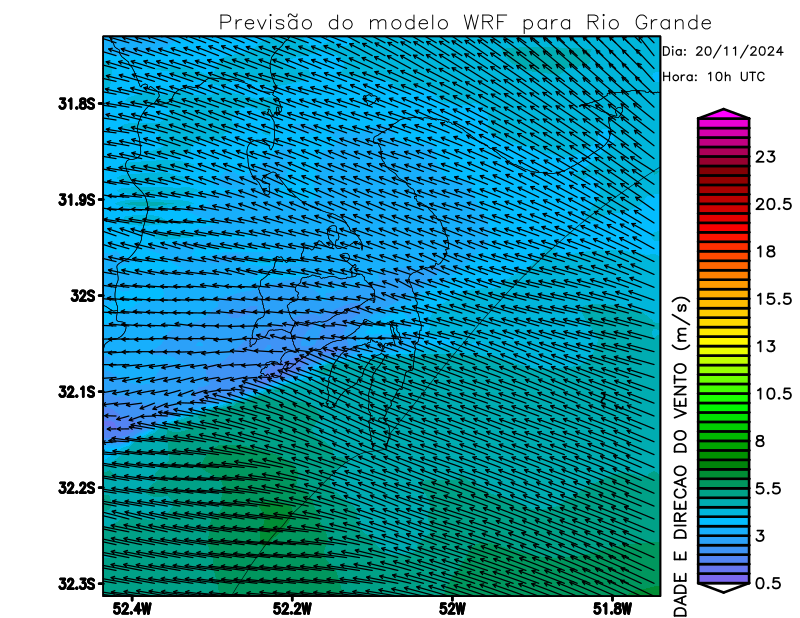 Previsão do modelo WRF para Rio Grande
Dia: 20/11/2024
Hora: 10h UTC
31.8S
31.9S
32S
32.1S
32.2S
32.3S
52.4W
52.2W
52W
51.8W
23
20.5
18
15.5
13
10.5
8
5.5
3
0.5
DADE E DIRECAO DO VENTO (m/s)